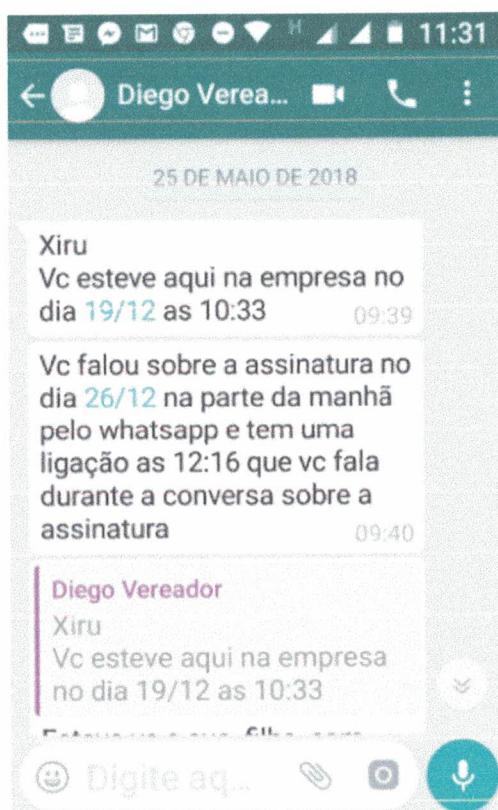 H 11:31
Diego Verea...
25 DE MAIO DE 2018
Xiru
Vc esteve aqui na empresa no
dia 19/12 as 10:33
09:39
Vc falou sobre a assinatura no
dia 26/12 na parte da manhã
pelo whatsapp e tem uma
ligação as 12:16 que vc fala
durante a conversa sobre a
assinatura
09:40
Diego Vereador
Xiru
Vc esteve aqui na empresa
no dia 19/12 as 10:33
Digite aq...